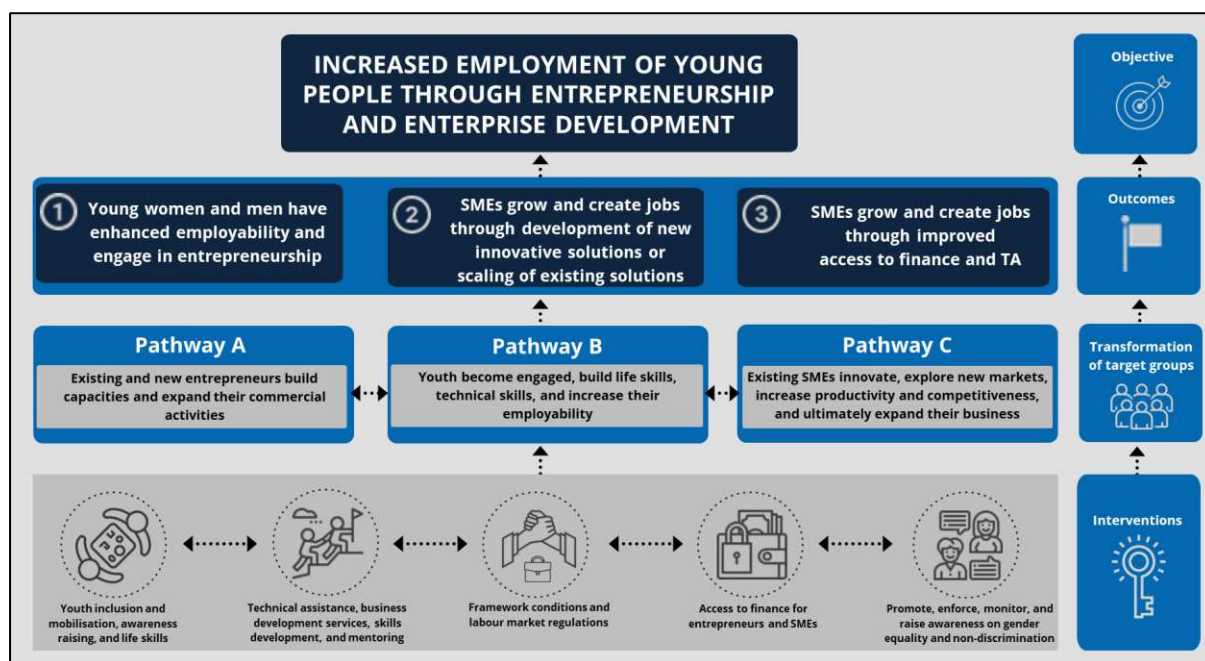 INCREASED EMPLOYMENT OF YOUNG
PEOPLE THROUGH ENTREPRENEURSHIP
AND ENTERPRISE DEVELOPMENT
Objective
1
Young women and men have
enhanced employability and
engage in entrepreneurship
2
SMEs grow and create jobs
through development of new
innovative solutions or
scaling of existing solutions
3
SMEs grow and create jobs
through improved
access to finance and TA
Outcomes
Pathway A
Existing and new entrepreneurs build
capacities and expand their commercial
activities
Pathway B
Youth become engaged, build life skills,
technical skills, and increase their
employability
Pathway C
Existing SMEs innovate, explore new markets,
increase productivity and competitiveness,
and ultimately expand their business
Transformation
of target groups
Youth inclusion and
mobilisation, awareness
raising, and life skills
Technical assistance, business
development services, skills
development, and mentoring
Framework conditions and
labour market regulations
Access to finance for
entrepreneurs and SMEs
Promote, enforce, monitor, and
raise awareness on gender
equality and non-discrimination
Interventions